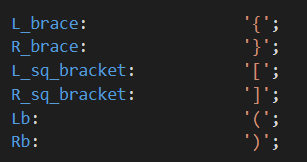 L_brace: '{';
R_brace: '}';
L_sq_bracket: '[';
R_sq_bracket: ']';
Lb: '(';
Rb: ')';